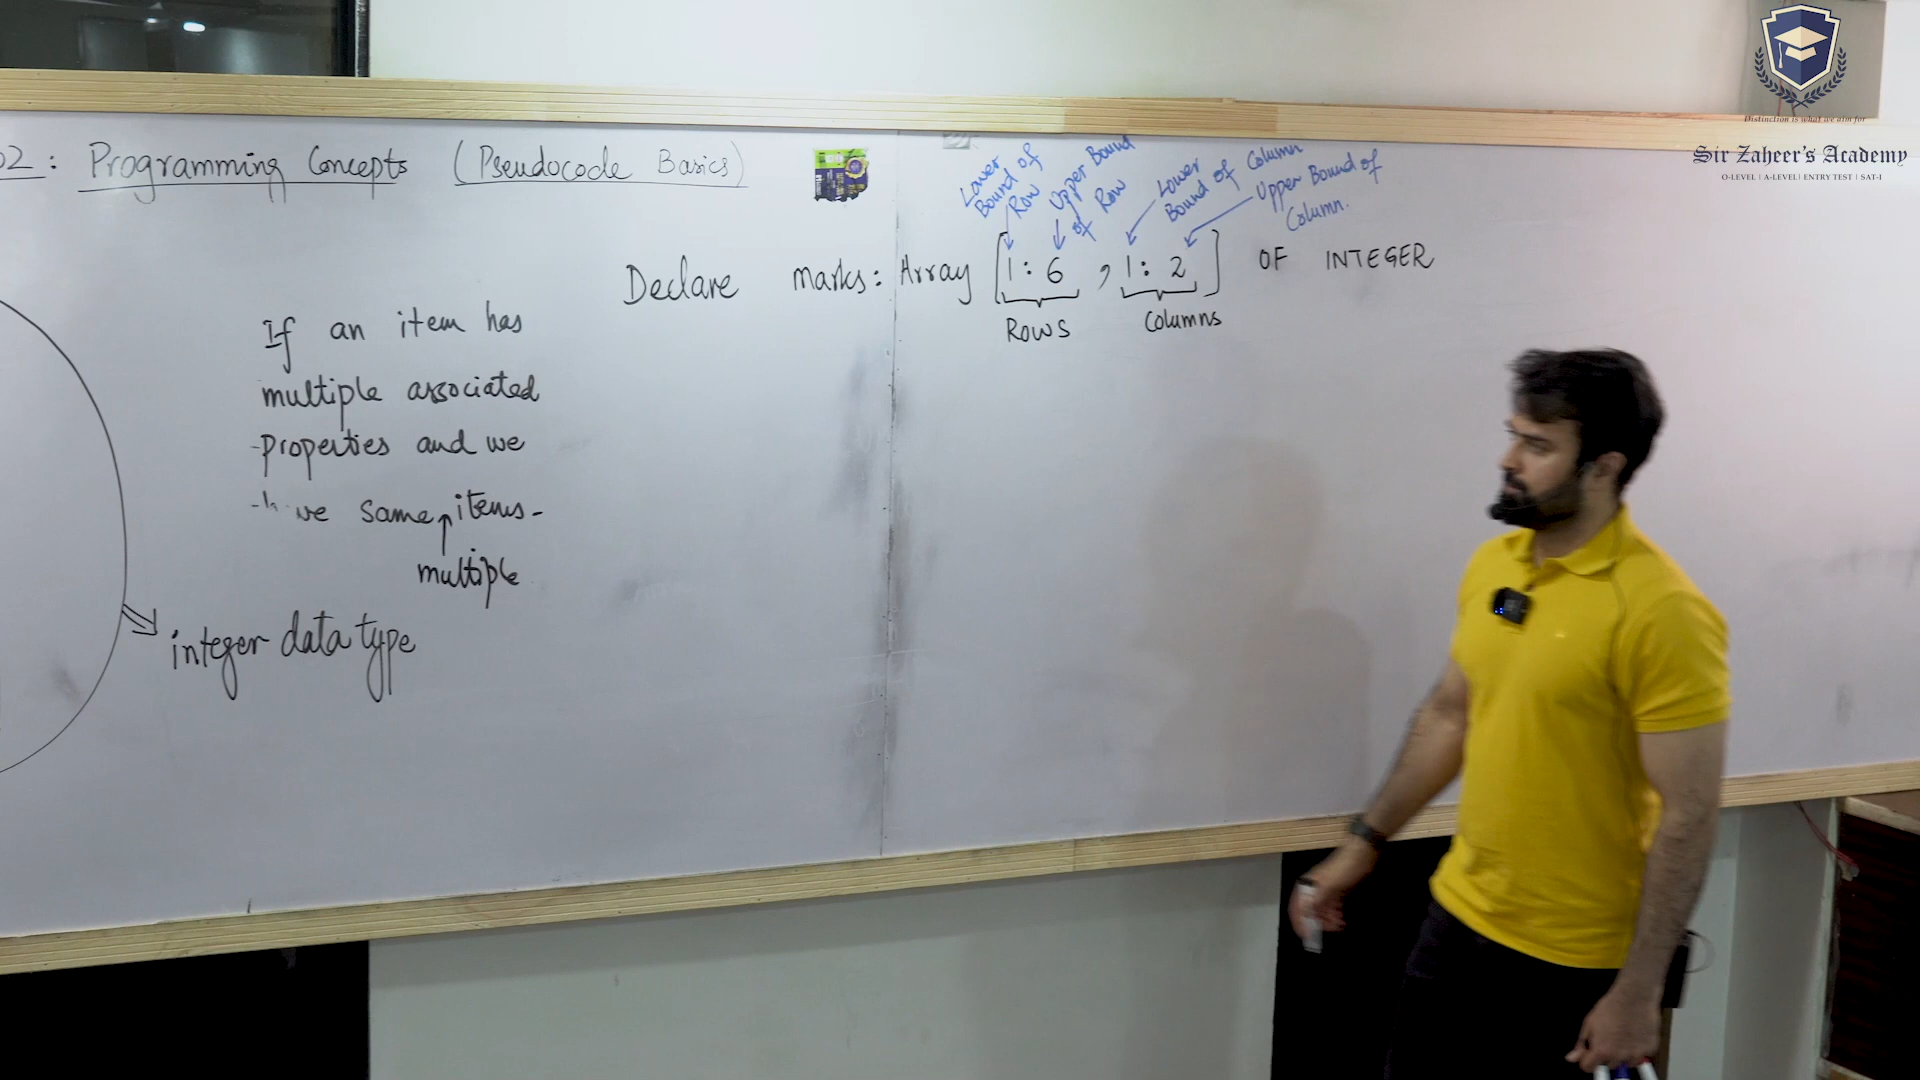 02: Programming Concepts (Pseudocode Basics)
Lower Bound of Row
Upper Bound of Row
Lower Bound of Column
Upper Bound of Column.
Declare marks: Array [1:6, 1:2] OF INTEGER
Rows
Columns
If an item has
multiple associated
properties and we
same items-
multiple
integer data type
Distinction is what we aim for
Sir Zaheer's Academy
O-LEVEL | A-LEVEL | ENTRY TEST | SAT-I